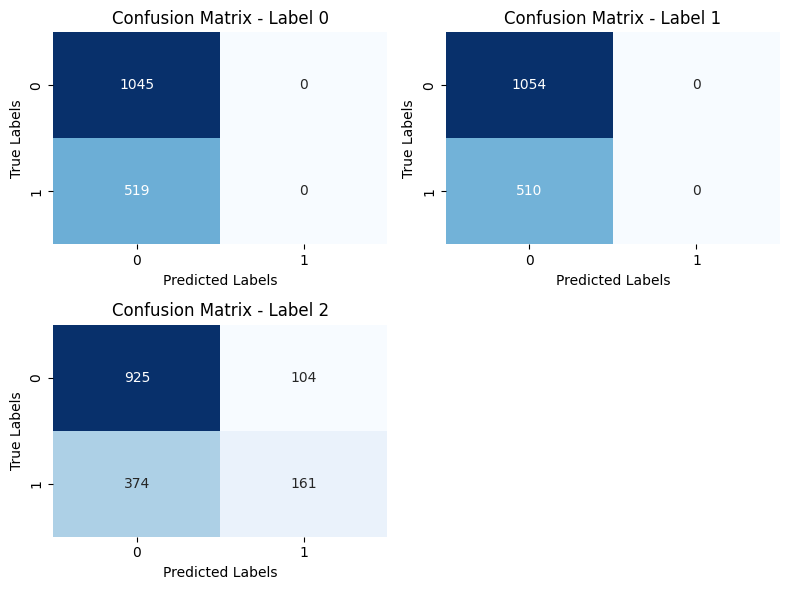 Confusion Matrix - Label 0
True Labels
0
1045
0
1
519
0
0
1
Predicted Labels
Confusion Matrix - Label 1
True Labels
0
1054
0
1
510
0
0
1
Predicted Labels
Confusion Matrix - Label 2
True Labels
0
925
104
1
374
161
0
1
Predicted Labels